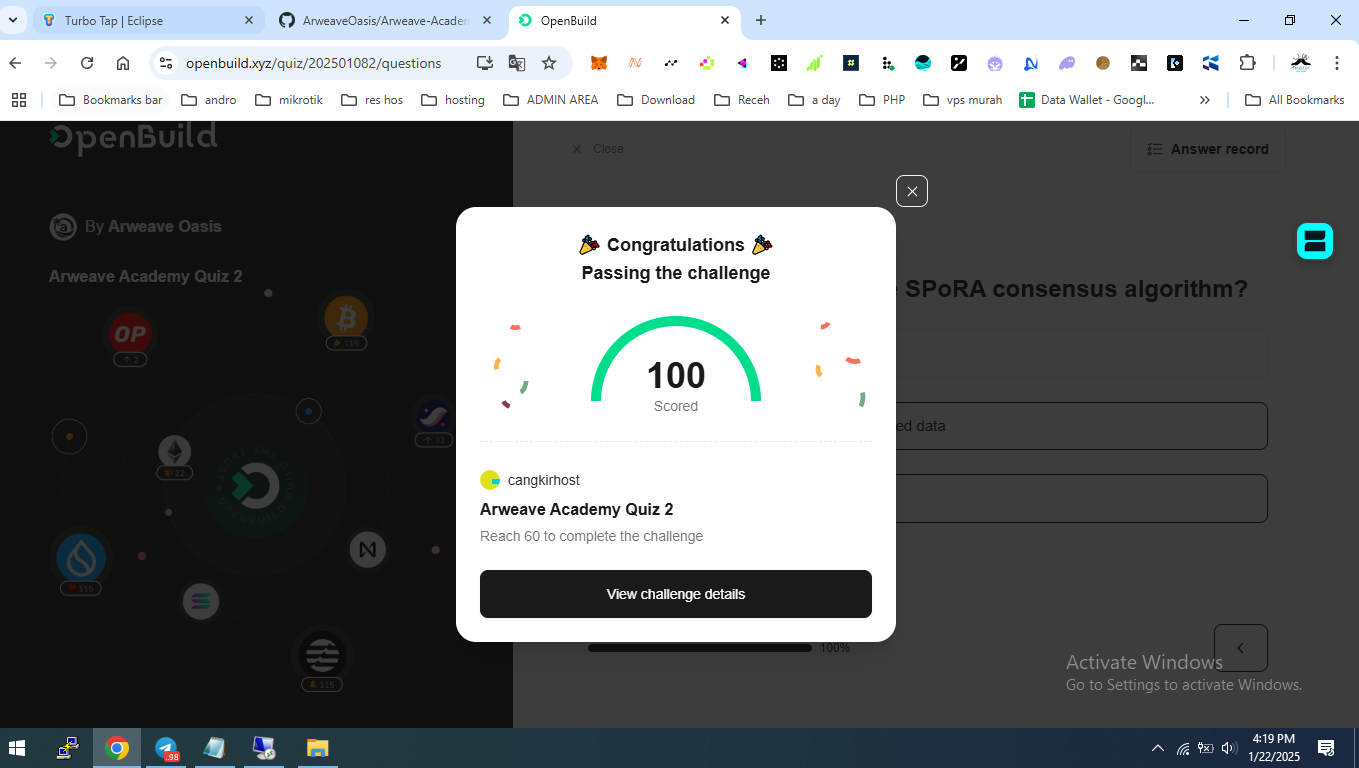 Turbo Tap | Eclipse
ArweaveOasis/Arweave-Academ
OpenBuild
openbuild.xyz/quiz/202501082/questions
Bookmarks bar
andro
mikrotik
res hos
hosting
ADMIN AREA
Download
Receh
a day
PHP
vps murah
Data Wallet - Googl...
All Bookmarks
OpenBuild
Close
Answer record
By Arweave Oasis
Arweave Academy Quiz 2
SPoRA consensus algorithm?
ed data
OP
2
115
22
32
115
115
Congratulations
Passing the challenge
100
Scored
cangkirhost
Arweave Academy Quiz 2
Reach 60 to complete the challenge
View challenge details
100%
Activate Windows
Go to Settings to activate Windows.
98
4:19 PM
1/22/2025